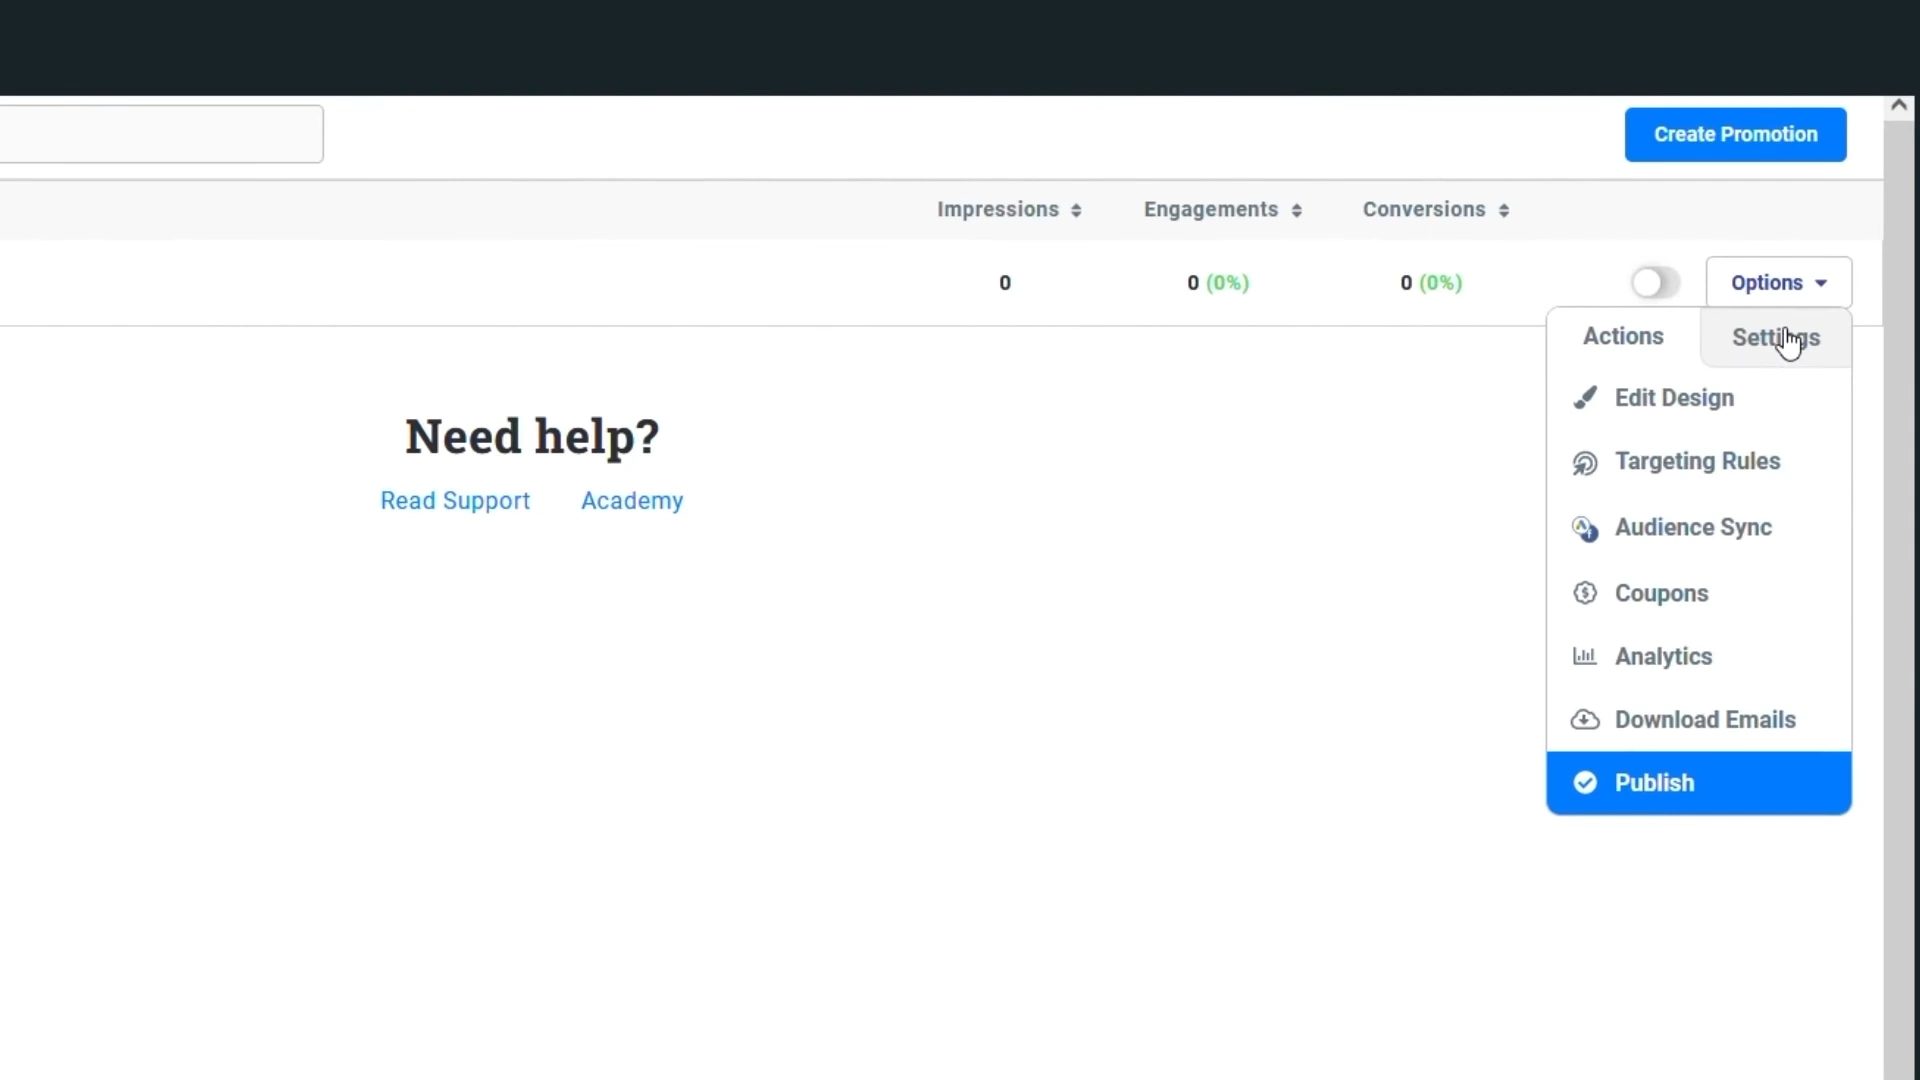 Create Promotion
Impressions Engagements Conversions
0 0 (0%) 0 (0%) Options
Actions Settings
Edit Design
Targeting Rules
Audience Sync
Coupons
Analytics
Download Emails
Publish
Need help?
Read Support Academy